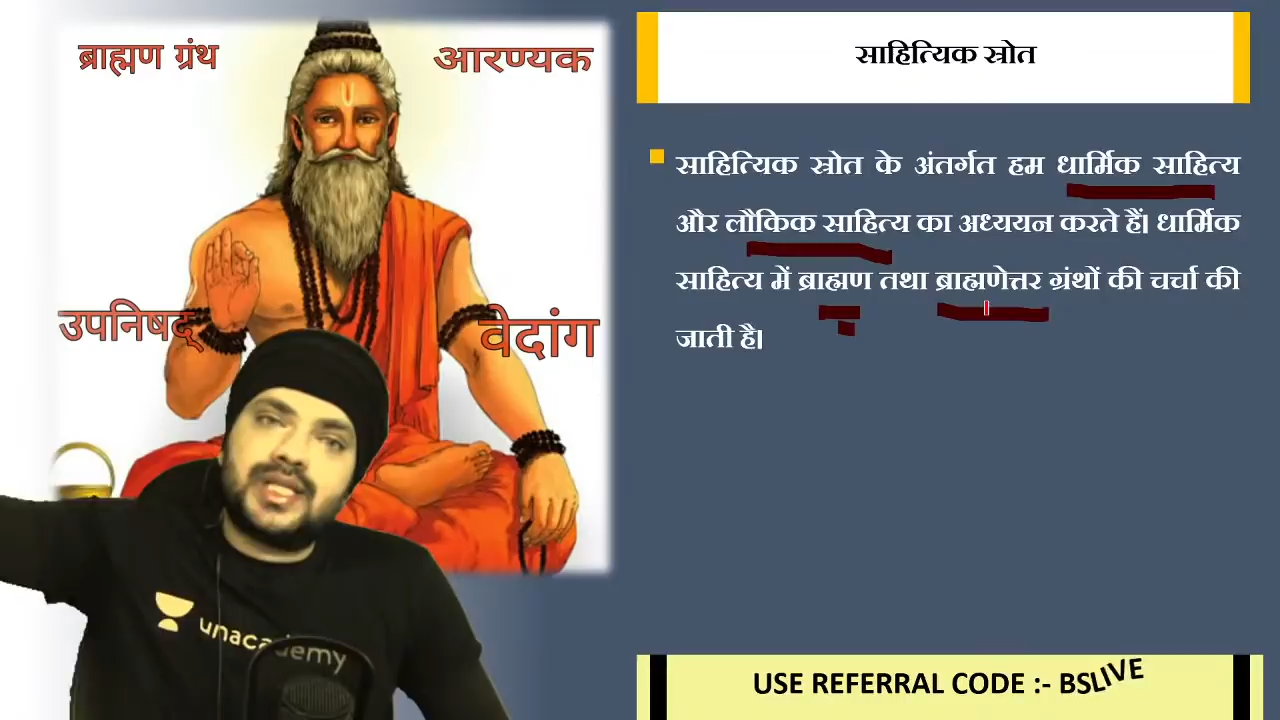 ब्राह्मण ग्रंथ
आरण्यक
उपनिषद्
वेदांग
unacademy
साहित्यिक स्रोत
साहित्यिक स्रोत के अंतर्गत हम धार्मिक साहित्य
और लौकिक साहित्य का अध्ययन करते हैं। धार्मिक
साहित्य में ब्राह्मण तथा ब्राह्मणेत्तर ग्रंथों की चर्चा की
जाती है।
USE REFERRAL CODE :- BSLIVE